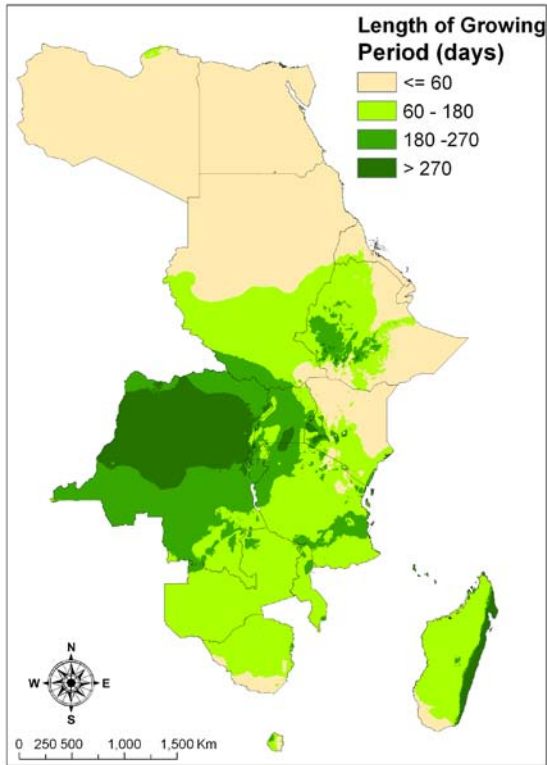 Length of Growing
Period (days)
<= 60
60 - 180
180 -270
> 270
N
W E
S
0 250 500 1,000 1,500 Km